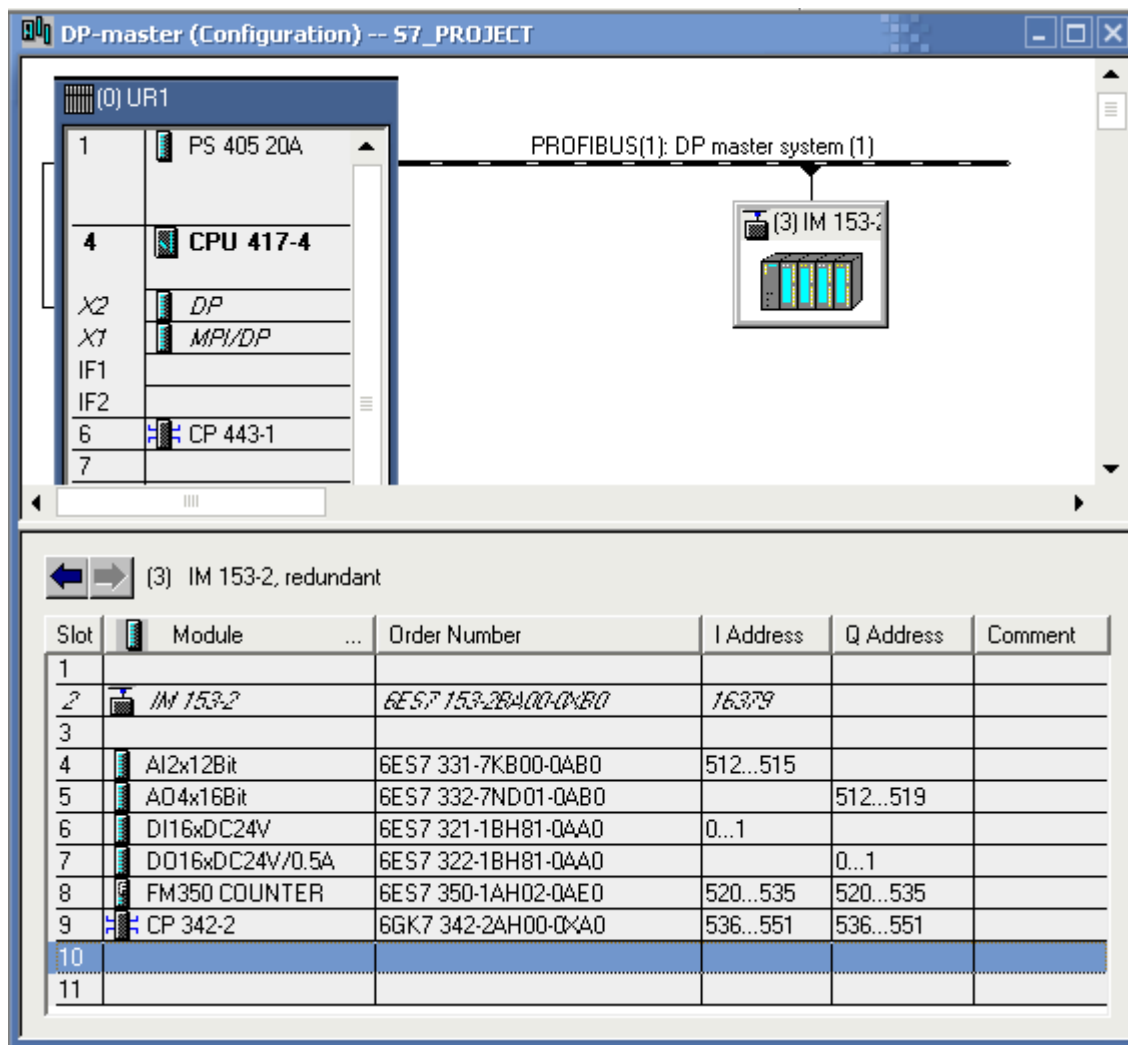 DP-master (Configuration) -- S7_PROJECT
(0) UR1
1 PS 405 20A
4 CPU 417-4
X2 DP
X1 MPI/DP
IF1
IF2
6 CP 443-1
7
PROFIBUS(1): DP master system (1)
(3) IM 153-2
(3) IM 153-2, redundant
Slot Module ... Order Number I Address Q Address Comment
1
2 IM 153-2 6ES7 153-2BA00-0XB0 16379
3
4 AI2x12Bit 6ES7 331-7KB00-0AB0 512...515
5 AO4x16Bit 6ES7 332-7ND01-0AB0 512...519
6 DI16xDC24V 6ES7 321-1BH81-0AA0 0...1
7 DO16xDC24V/0.5A 6ES7 322-1BH81-0AA0 0...1
8 FM350 COUNTER 6ES7 350-1AH02-0AE0 520...535 520...535
9 CP 342-2 6GK7 342-2AH00-0XA0 536...551 536...551
10
11